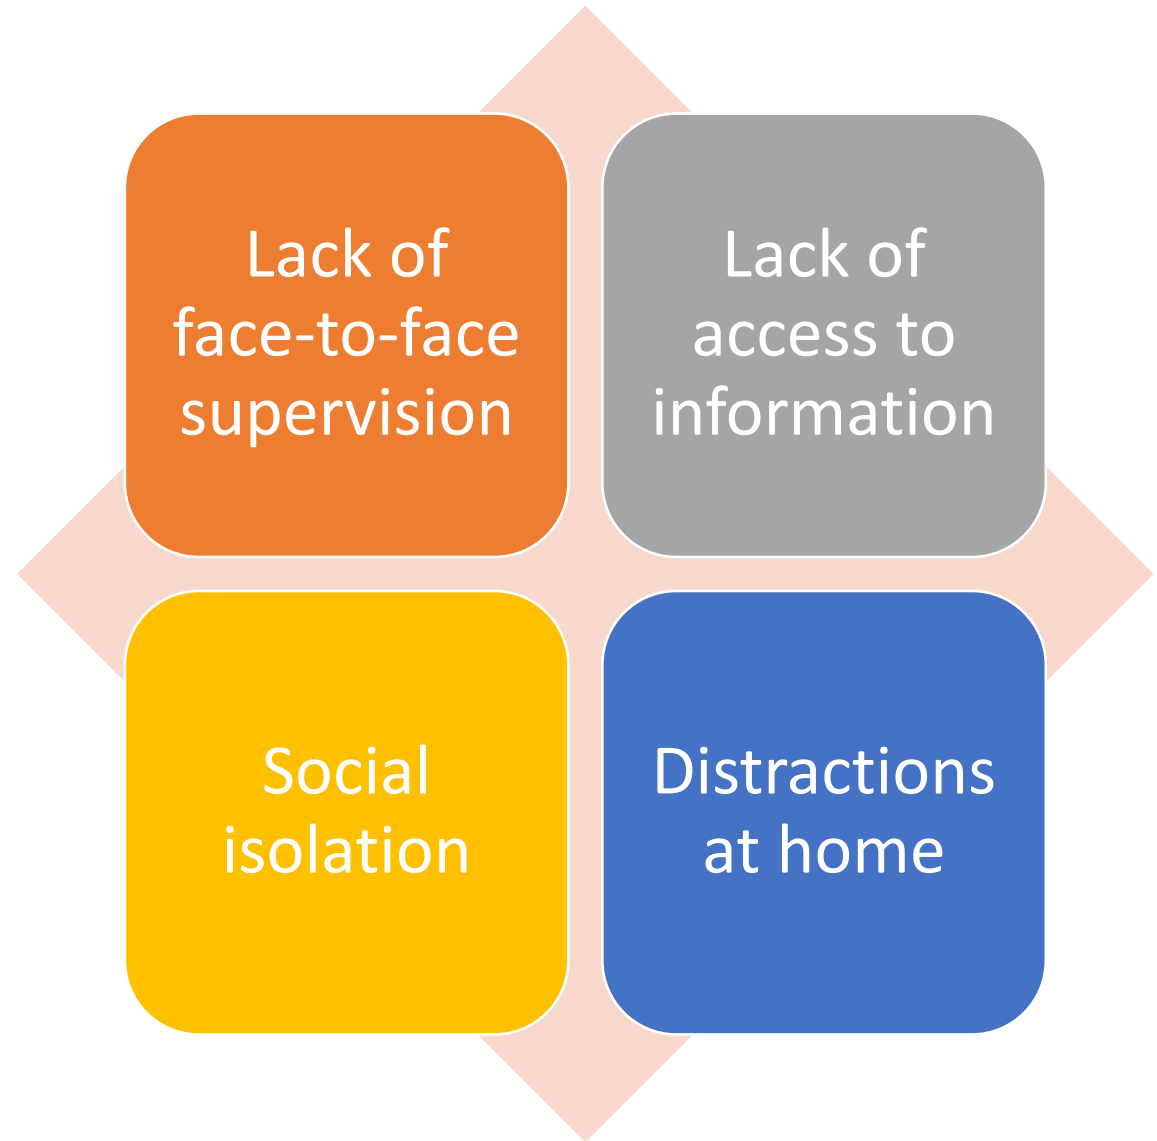 Lack of
face-to-face
supervision
Lack of
access to
information
Social
isolation
Distractions
at home